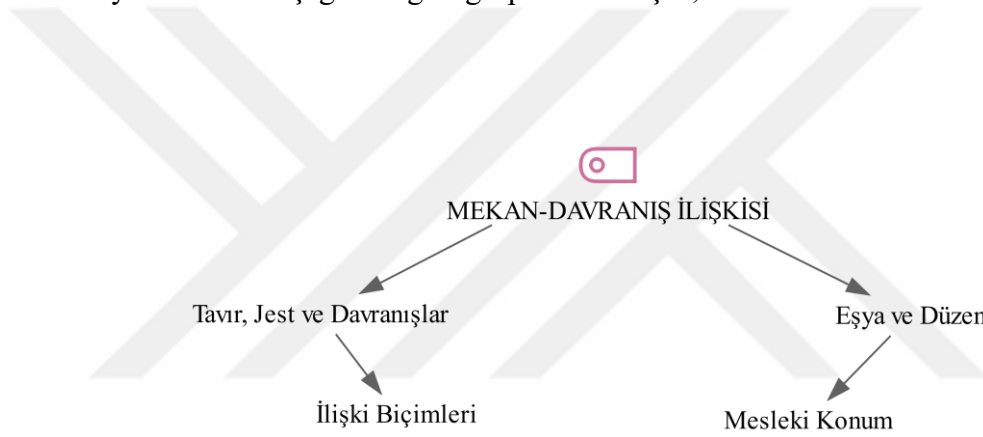 MEKAN-DAVRANIŞ İLİŞKİSİ
Tavır, Jest ve Davranışlar
Eşya ve Düzen
İlişki Biçimleri
Mesleki Konum